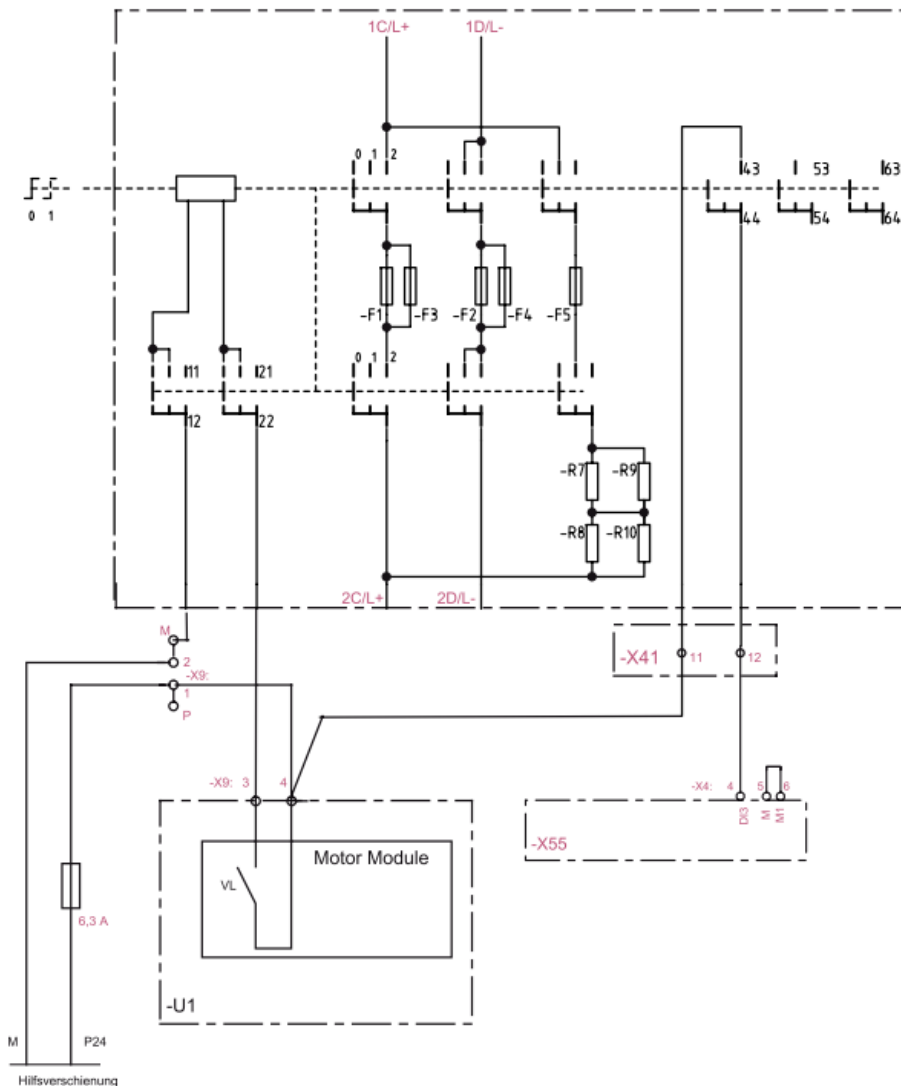 1C/L+ 1D/L-
0 1 2
43 53 63
0 1
44 54 64
-F1 -F3 -F2 -F4 -F5
0 1 2
11 21
12 22
-R7 -R9
-R8 -R10
2C/L+ 2D/L-
M
2
-X9:
1
P
-X41 11 12
-X9: 3 4
-X4: 4 5 6
DI3 M M1
-X55
Motor Module
VL
6,3 A
-U1
M P24
Hilfsverschienung